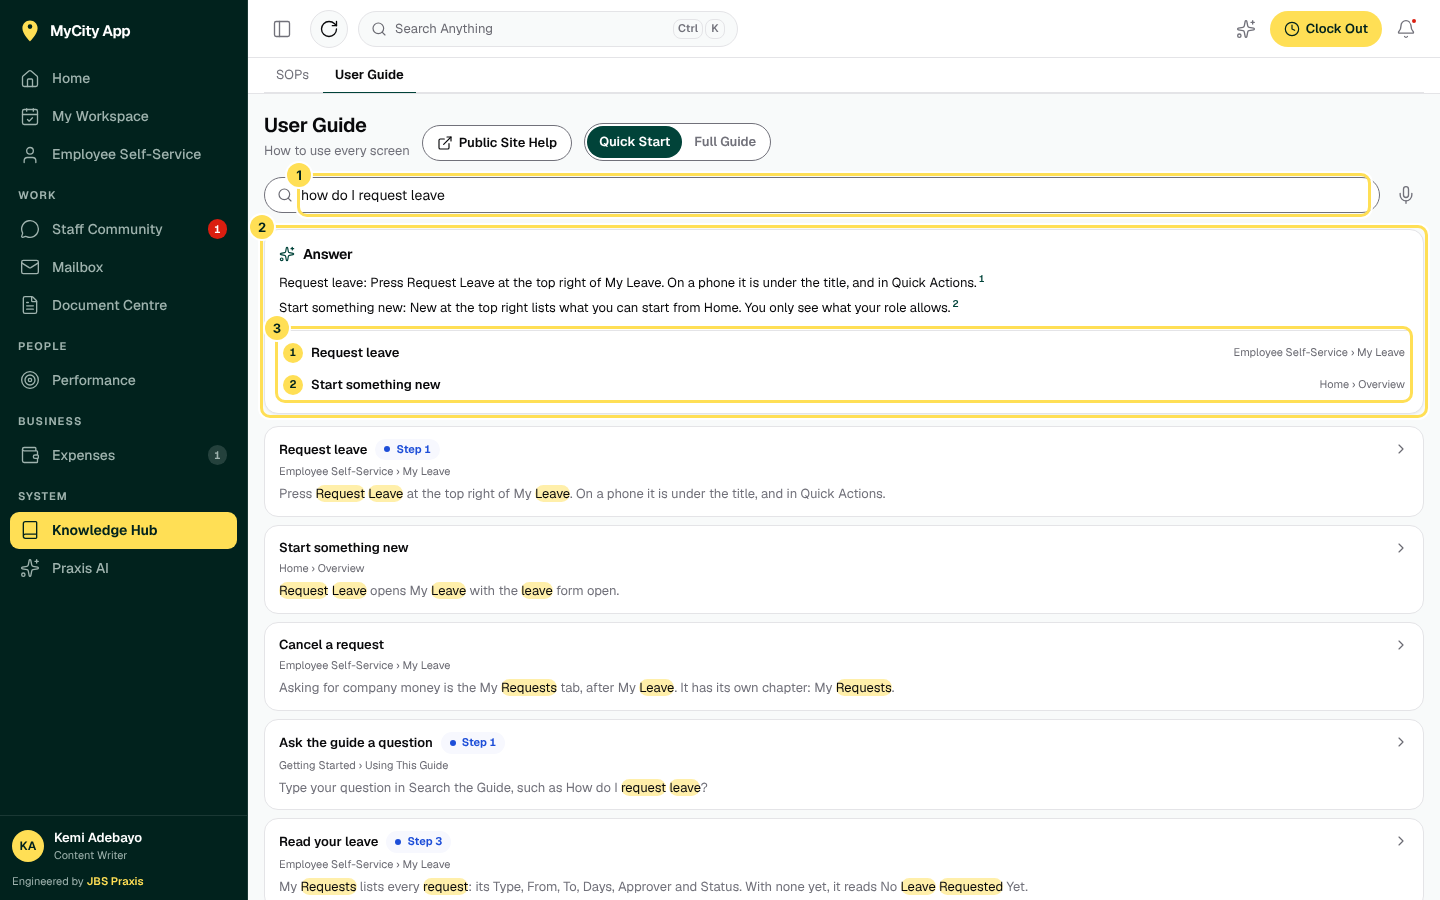 MyCity App
Home
My Workspace
Employee Self-Service
WORK
Staff Community 1
Mailbox
Document Centre
PEOPLE
Performance
BUSINESS
Expenses 1
SYSTEM
Knowledge Hub
Praxis AI
KA Kemi Adebayo
Content Writer
Engineered by JBS Praxis
Search Anything Ctrl K
Clock Out
SOPs User Guide
User Guide
How to use every screen
Public Site Help
Quick Start Full Guide
1
how do I request leave
2
Answer
Request leave: Press Request Leave at the top right of My Leave. On a phone it is under the title, and in Quick Actions. 1
Start something new: New at the top right lists what you can start from Home. You only see what your role allows. 2
3
1 Request leave Employee Self-Service › My Leave
2 Start something new Home › Overview
Request leave Step 1
Employee Self-Service › My Leave
Press Request Leave at the top right of My Leave. On a phone it is under the title, and in Quick Actions.
Start something new
Home › Overview
Request Leave opens My Leave with the leave form open.
Cancel a request
Employee Self-Service › My Leave
Asking for company money is the My Requests tab, after My Leave. It has its own chapter: My Requests.
Ask the guide a question Step 1
Getting Started › Using This Guide
Type your question in Search the Guide, such as How do I request leave?
Read your leave Step 3
Employee Self-Service › My Leave
My Requests lists every request: its Type, From, To, Days, Approver and Status. With none yet, it reads No Leave Requested Yet.